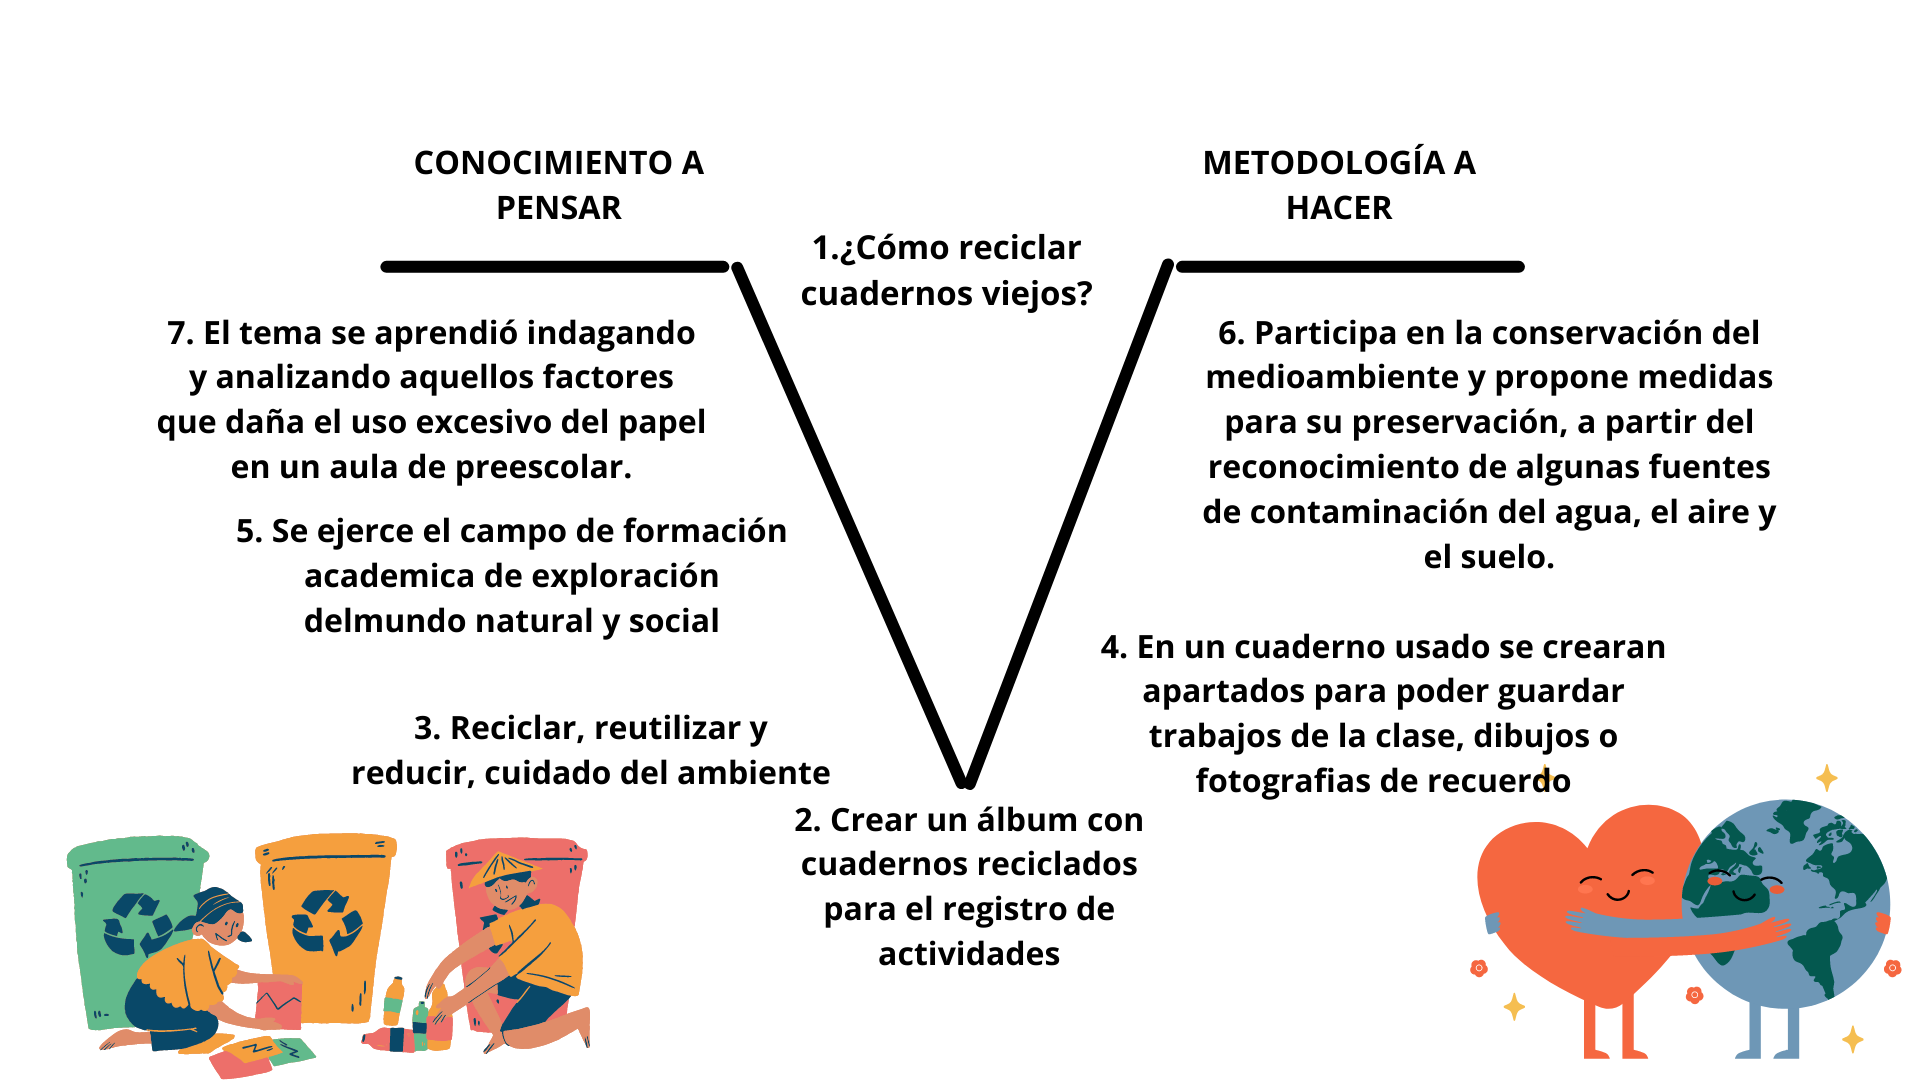 CONOCIMIENTO A
PENSAR
METODOLOGÍA A
HACER
1.¿Cómo reciclar
cuadernos viejos?
7. El tema se aprendió indagando
y analizando aquellos factores
que daña el uso excesivo del papel
en un aula de preescolar.
5. Se ejerce el campo de formación
academica de exploración
delmundo natural y social
3. Reciclar, reutilizar y
reducir, cuidado del ambiente
2. Crear un álbum con
cuadernos reciclados
para el registro de
actividades
6. Participa en la conservación del
medioambiente y propone medidas
para su preservación, a partir del
reconocimiento de algunas fuentes
de contaminación del agua, el aire y
el suelo.
4. En un cuaderno usado se crearan
apartados para poder guardar
trabajos de la clase, dibujos o
fotografias de recuerdo